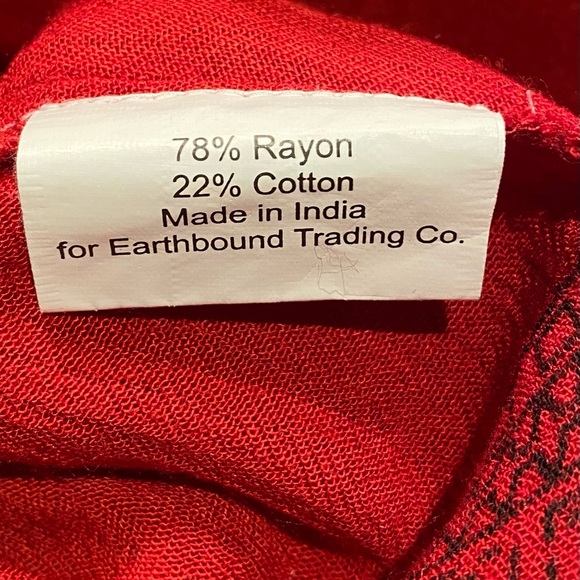 78% Rayon
22% Cotton
Made in India
for Earthbound Trading Co.